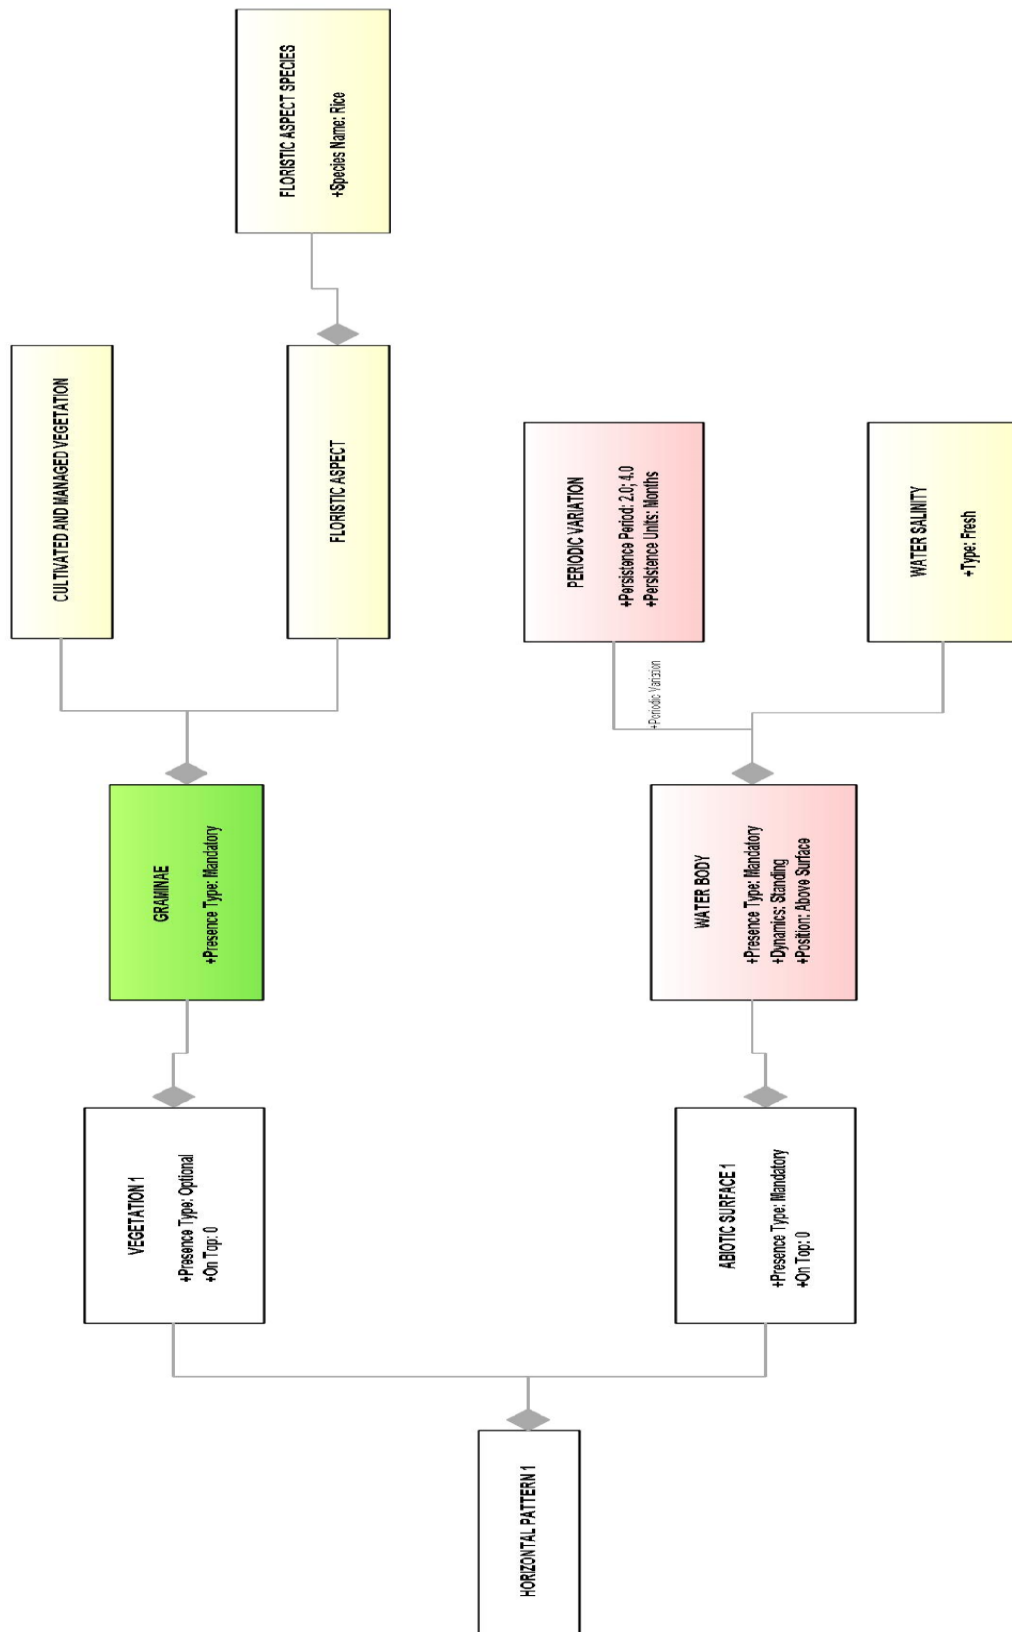 HORIZONTAL PATTERN 1
VEGETATION 1
+Presence Type: Optional
+On Top: 0
GRAMINAE
+Presence Type: Mandatory
CULTIVATED AND MANAGED VEGETATION
FLORISTIC ASPECT
FLORISTIC ASPECT SPECIES
+Species Name: Rice
ABIOTIC SURFACE 1
+Presence Type: Mandatory
+On Top: 0
WATER BODY
+Presence Type: Mandatory
+Dynamics: Standing
+Position: Above Surface
+Periodic Variation
PERIODIC VARIATION
+Persistence Period: 2.0; 4.0
+Persistence Units: Months
WATER SALINITY
+Type: Fresh